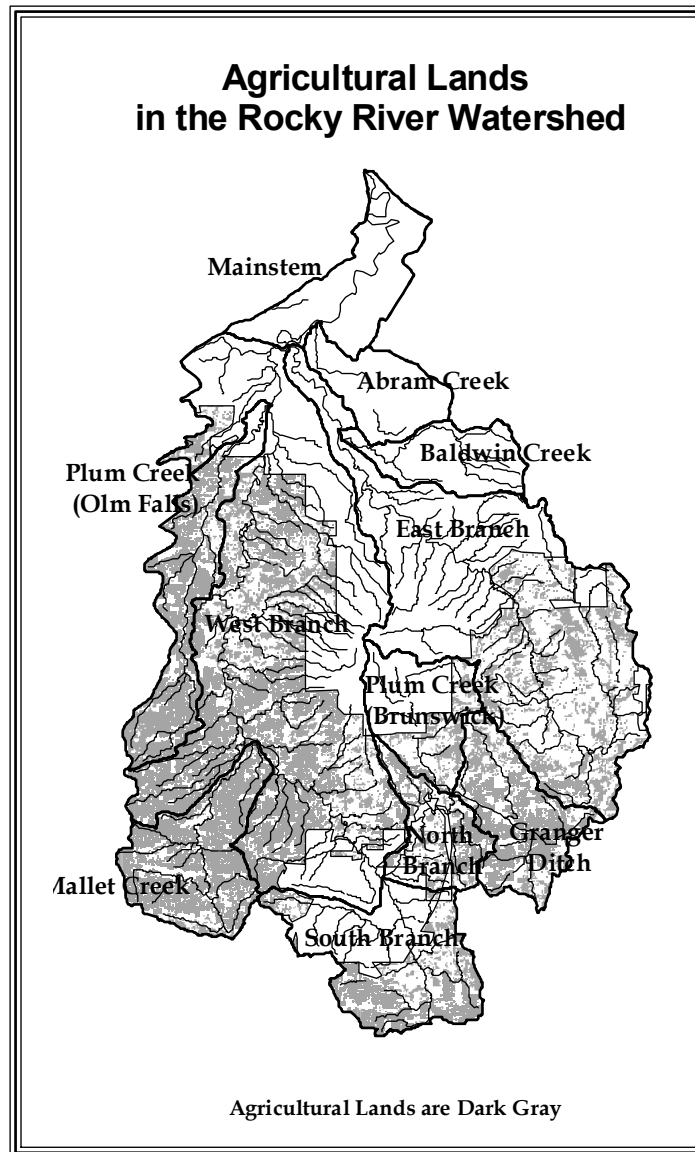 Agricultural Lands
in the Rocky River Watershed
Mainstem
Abram Creek
Baldwin Creek
Plum Creek
(Olm Falls)
East Branch
West Branch
Plum Creek
(Brunswick)
North
Branch
Granger
Ditch
Mallet Creek
South Branch
Agricultural Lands are Dark Gray